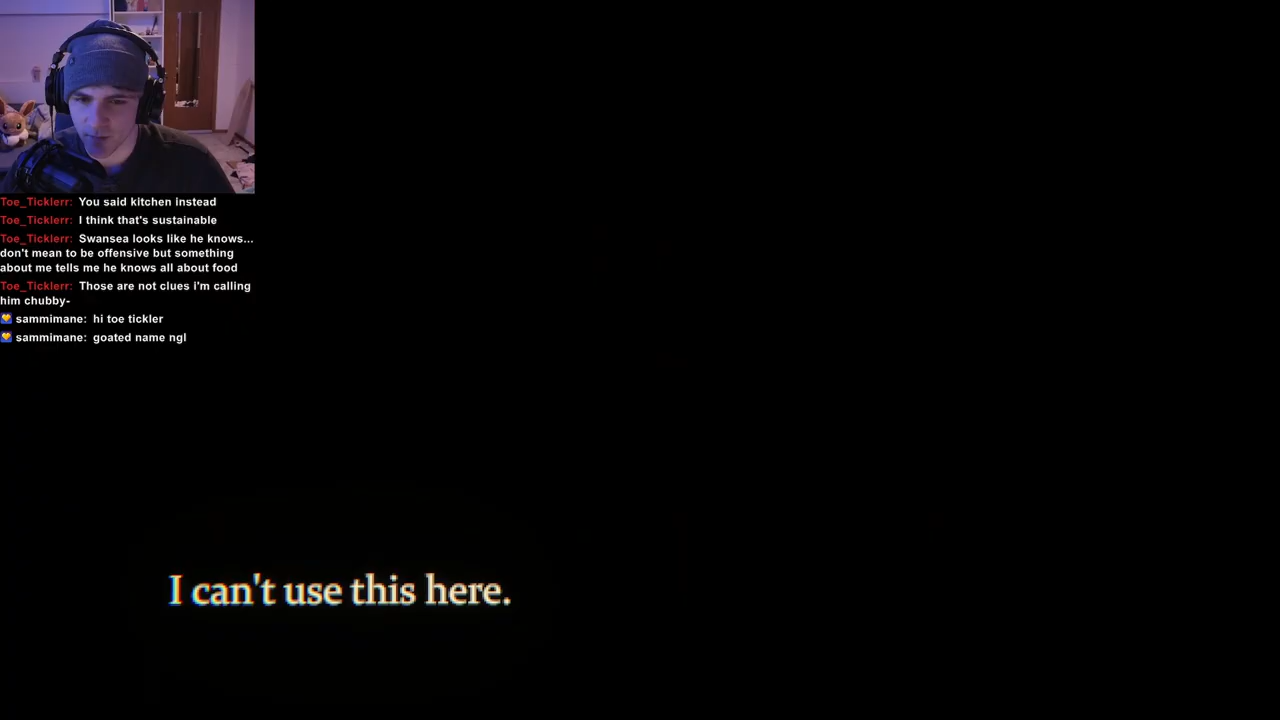 Toe_Ticklerr: You said kitchen instead
Toe_Ticklerr: I think that's sustainable
Toe_Ticklerr: Swansea looks like he knows...
don't mean to be offensive but something
about me tells me he knows all about food
Toe_Ticklerr: Those are not clues i'm calling
him chubby-
sammimane: hi toe tickler
sammimane: goated name ngl
I can't use this here.